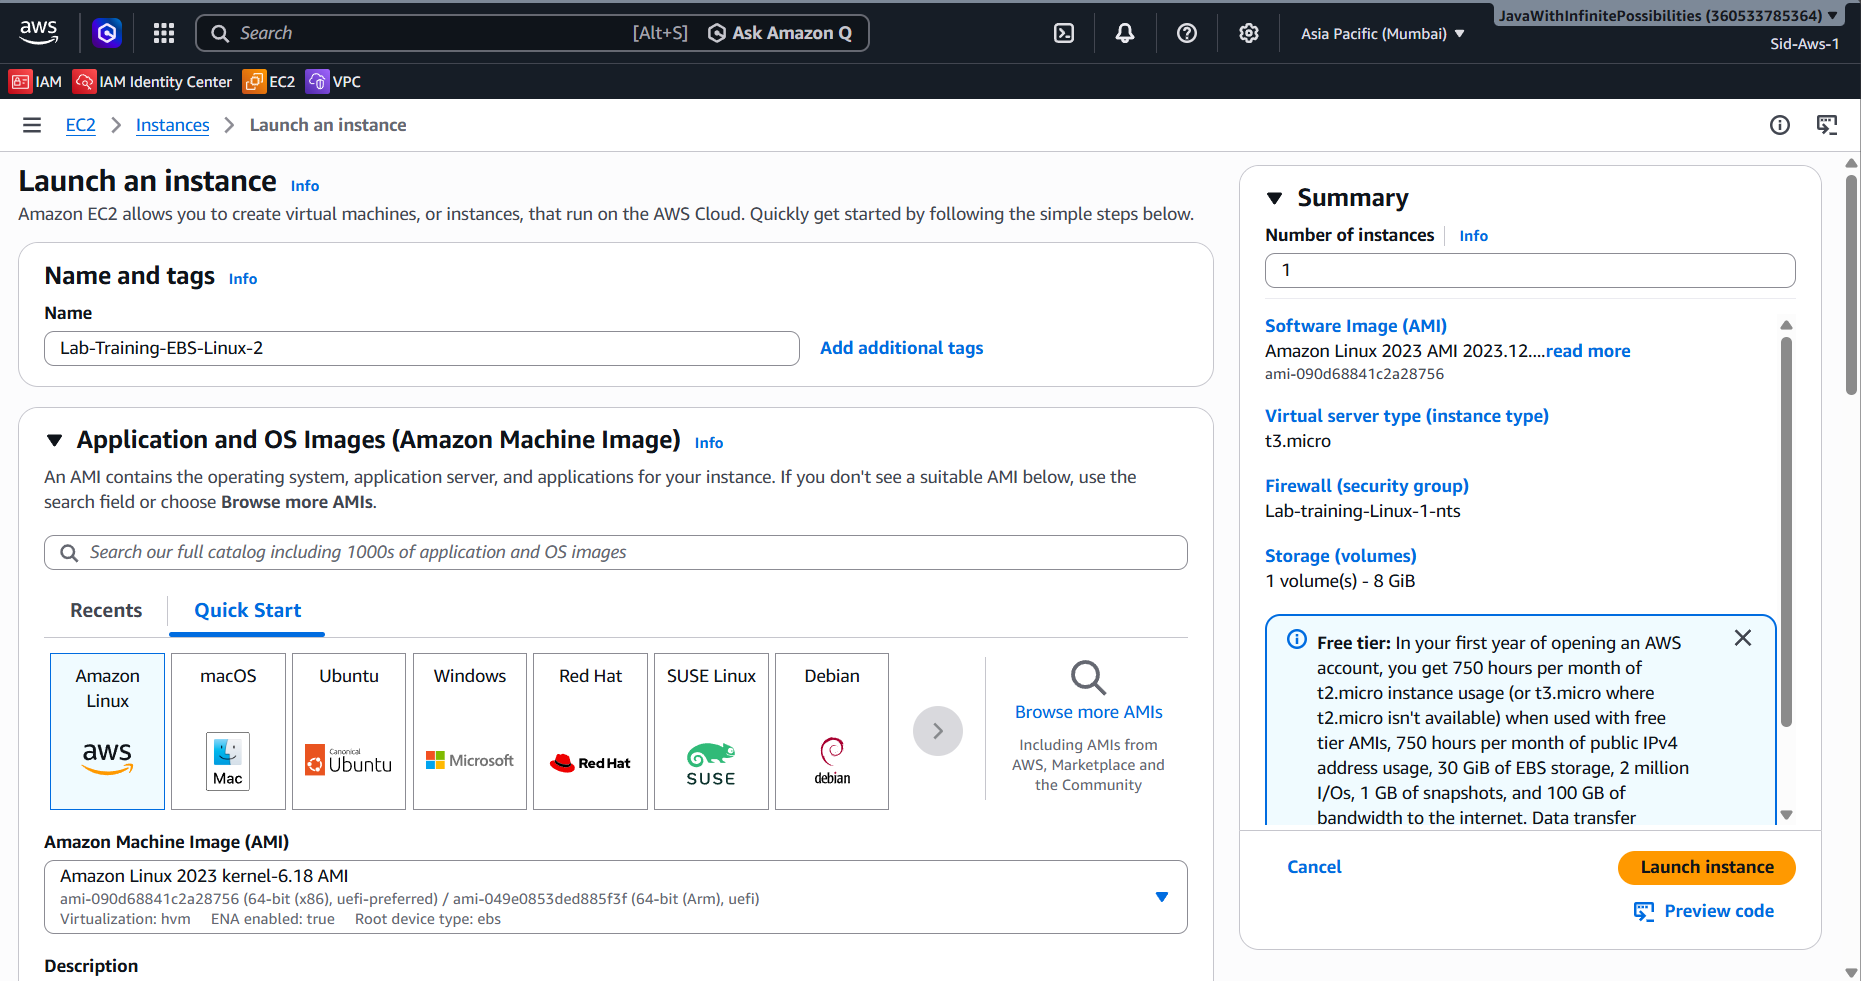 aws
Search
[Alt+S]
Ask Amazon Q
Asia Pacific (Mumbai)
JavaWithInfinitePossibilities (360533785364)
Sid-Aws-1
IAM
IAM Identity Center
EC2
VPC
EC2
Instances
Launch an instance
Launch an instance Info
Amazon EC2 allows you to create virtual machines, or instances, that run on the AWS Cloud. Quickly get started by following the simple steps below.
Name and tags Info
Name
Lab-Training-EBS-Linux-2
Add additional tags
Application and OS Images (Amazon Machine Image) Info
An AMI contains the operating system, application server, and applications for your instance. If you don't see a suitable AMI below, use the
search field or choose Browse more AMIs.
Search our full catalog including 1000s of application and OS images
Recents
Quick Start
Amazon
Linux
aws
macOS
Mac
Ubuntu
Canonical
Ubuntu
Windows
Microsoft
Red Hat
Red Hat
SUSE Linux
SUSE
Debian
debian
Browse more AMIs
Including AMIs from
AWS, Marketplace and
the Community
Amazon Machine Image (AMI)
Amazon Linux 2023 kernel-6.18 AMI
ami-090d68841c2a28756 (64-bit (x86), uefi-preferred) / ami-049e0853ded885f3f (64-bit (Arm), uefi)
Virtualization: hvm ENA enabled: true Root device type: ebs
Description
Summary
Number of instances Info
1
Software Image (AMI)
Amazon Linux 2023 AMI 2023.12....read more
ami-090d68841c2a28756
Virtual server type (instance type)
t3.micro
Firewall (security group)
Lab-training-Linux-1-nts
Storage (volumes)
1 volume(s) - 8 GiB
Free tier: In your first year of opening an AWS
account, you get 750 hours per month of
t2.micro instance usage (or t3.micro where
t2.micro isn't available) when used with free
tier AMIs, 750 hours per month of public IPv4
address usage, 30 GiB of EBS storage, 2 million
I/Os, 1 GB of snapshots, and 100 GB of
bandwidth to the internet. Data transfer
Cancel
Launch instance
Preview code